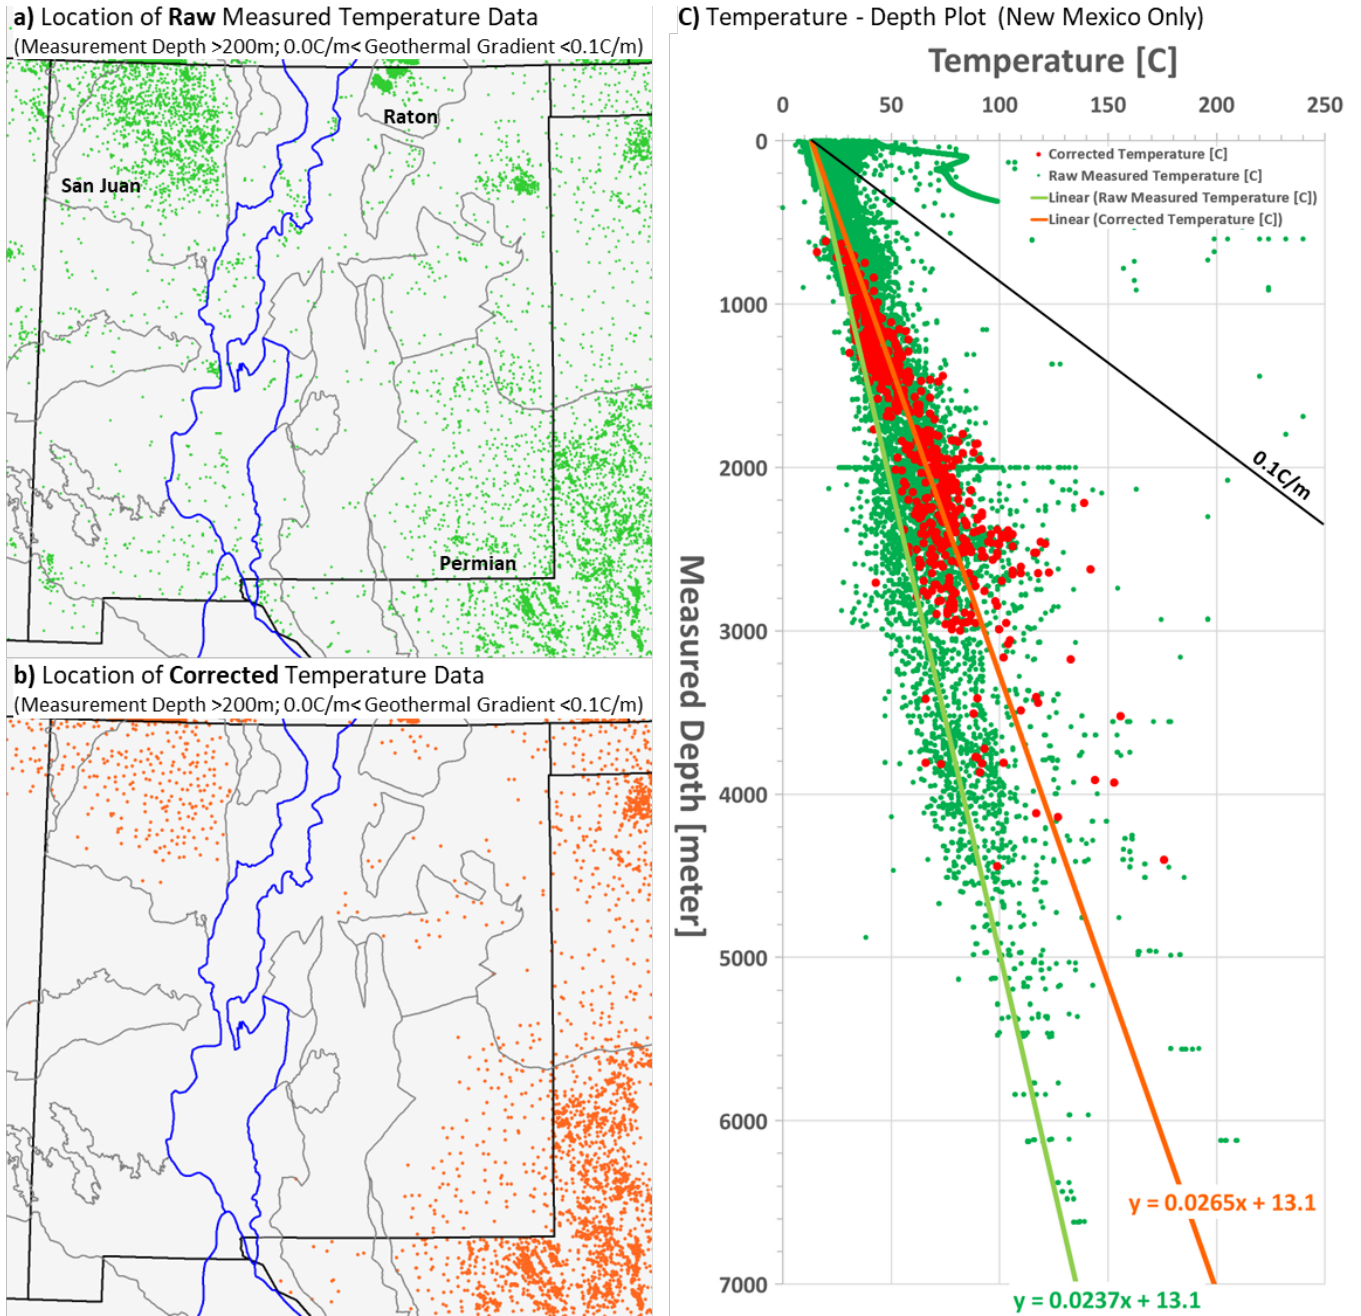 a) Location of Raw Measured Temperature Data
(Measurement Depth >200m; 0.0C/m< Geothermal Gradient <0.1C/m)
Raton
San Juan
Permian
b) Location of Corrected Temperature Data
(Measurement Depth >200m; 0.0C/m< Geothermal Gradient <0.1C/m)
C) Temperature - Depth Plot (New Mexico Only)
Temperature [C]
0 50 100 150 200 250
0
Corrected Temperature [C]
Raw Measured Temperature [C]
Linear (Raw Measured Temperature [C])
Linear (Corrected Temperature [C])
1000
2000
0.1C/m
3000
Measured Depth [meter]
4000
5000
6000
y = 0.0265x + 13.1
7000
y = 0.0237x + 13.1